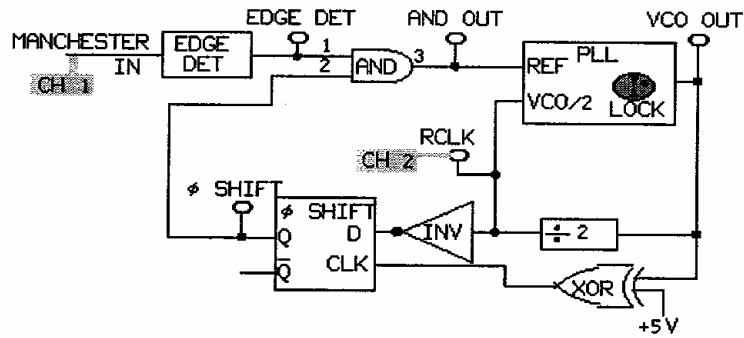 EDGE DET
AND OUT
VCO OUT
MANCHESTER
IN
CH 1
EDGE
DET
1
2
AND
3
REF
PLL
VCO/2
LOCK
RCLK
CH 2
φ SHIFT
φ SHIFT
Q
D
Q̅
CLK
INV
÷ 2
XOR
+5V